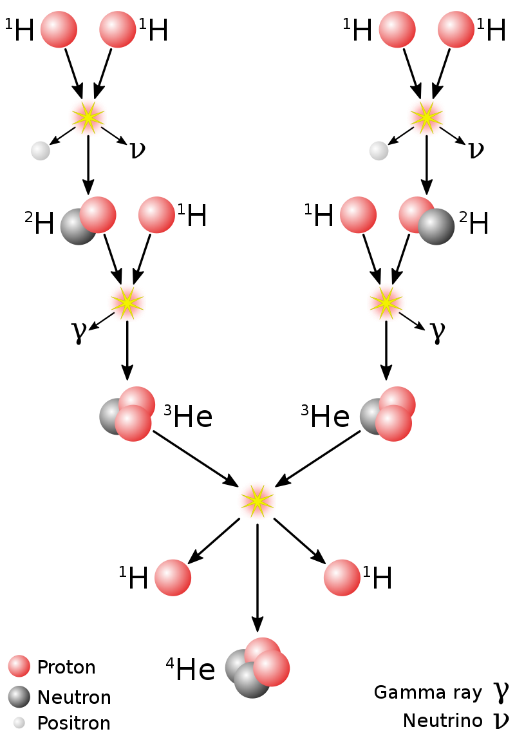 ¹H ¹H ¹H ¹H
ν ν
²H ¹H ¹H ²H
γ γ
³He ³He
¹H ¹H
⁴He
Proton
Neutron
Positron
Gamma ray γ
Neutrino ν